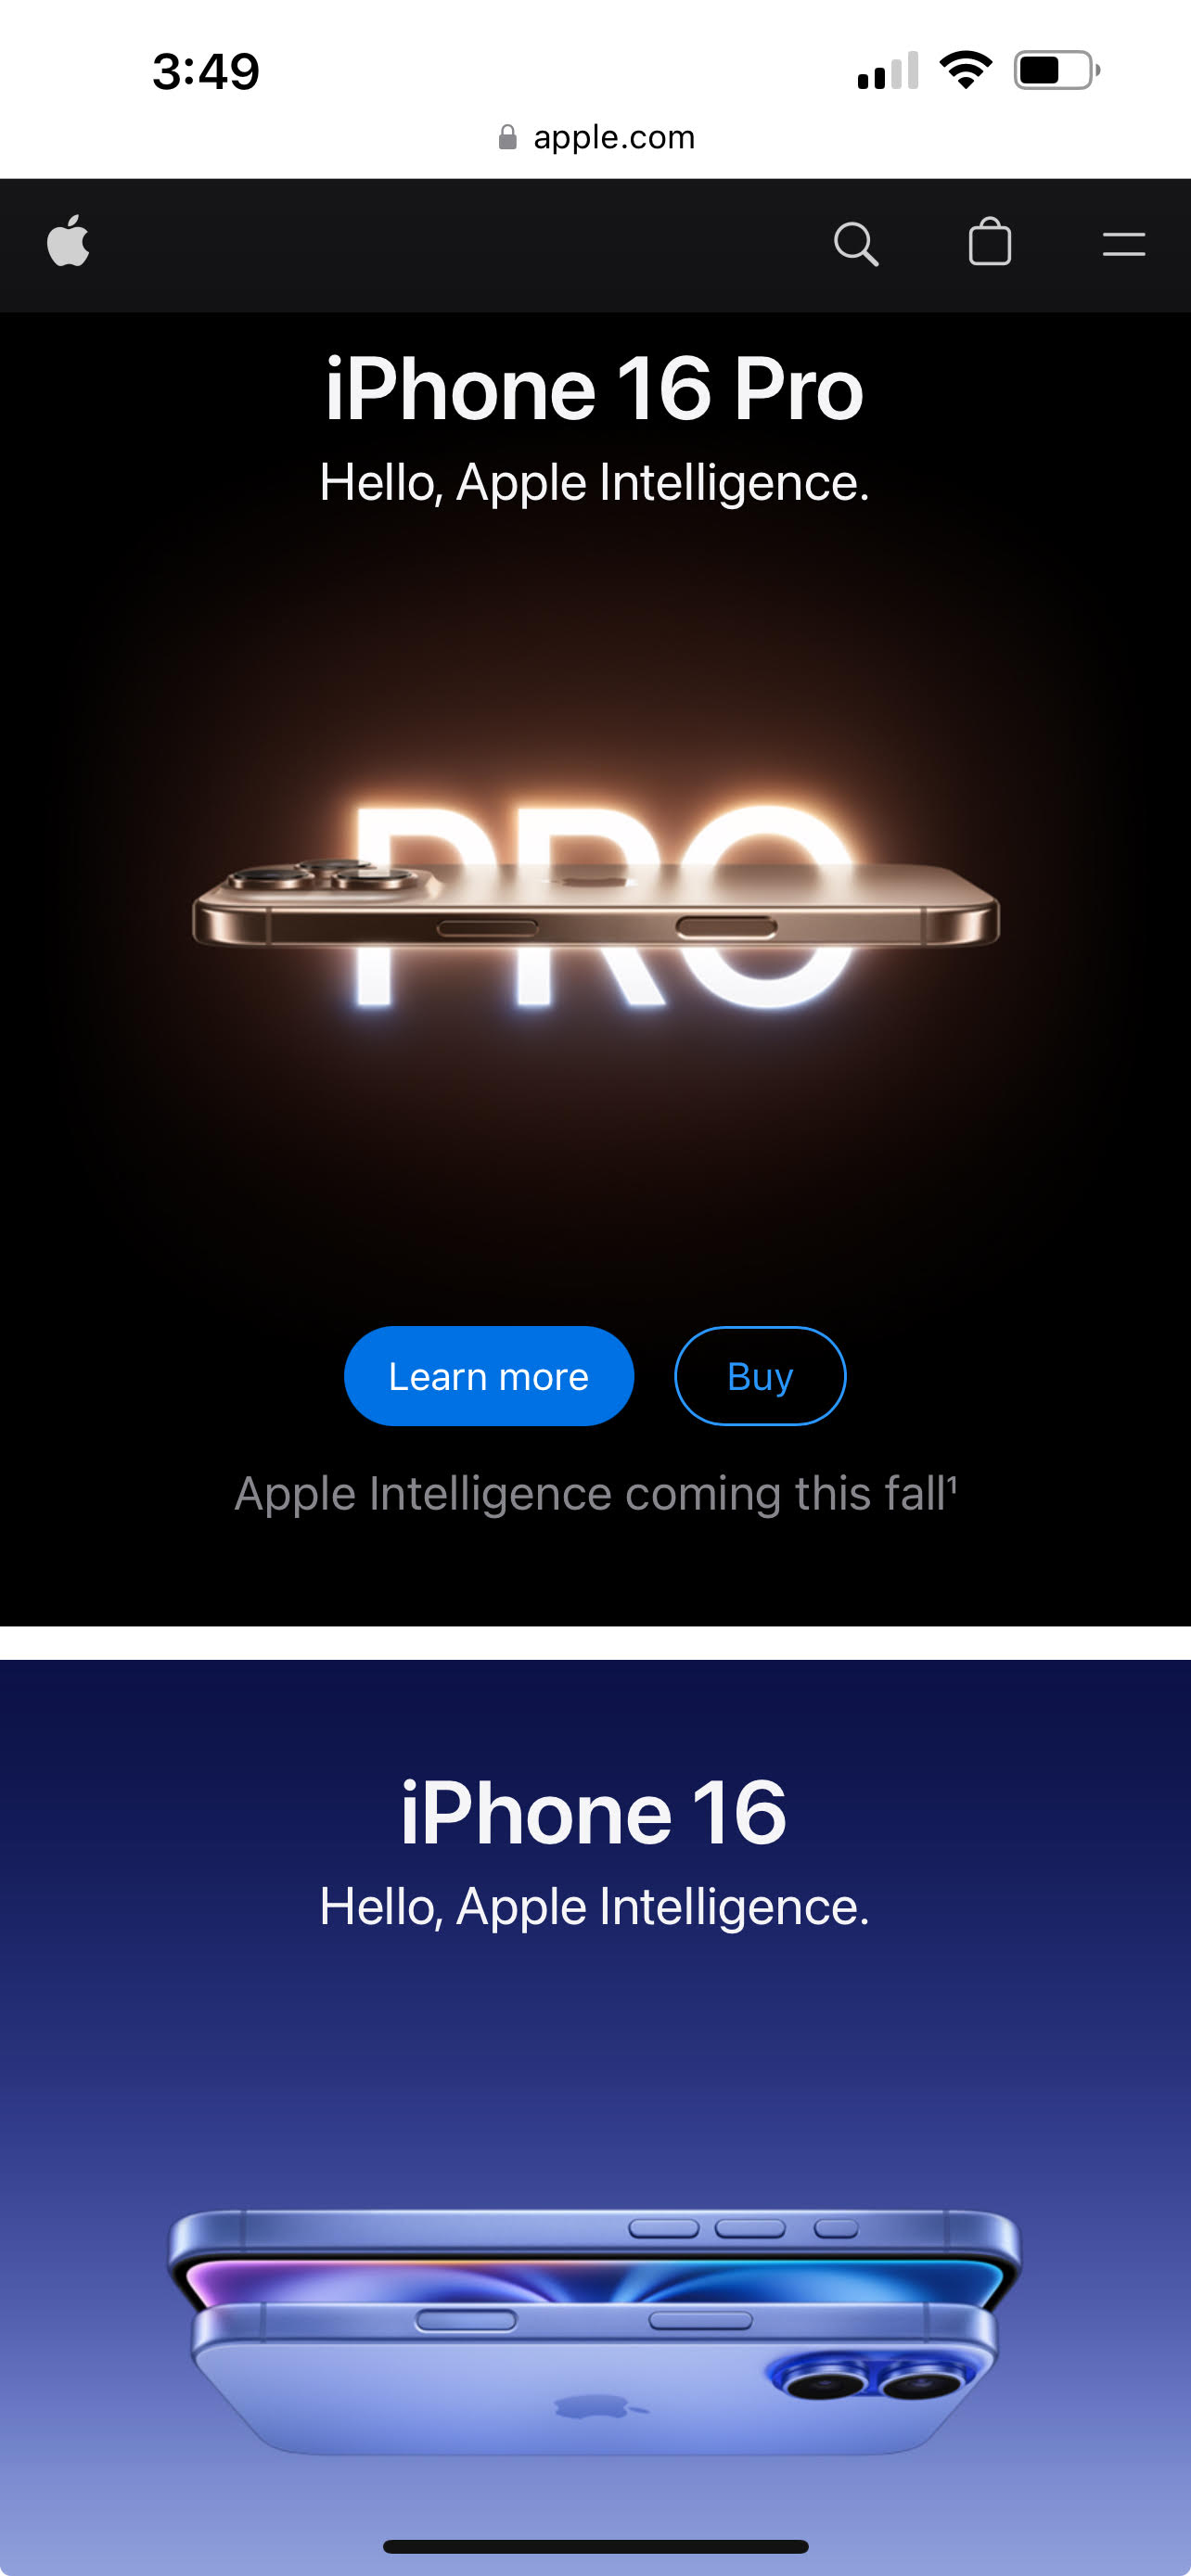 3:49
apple.com
iPhone 16 Pro
Hello, Apple Intelligence.
PRO
Learn more
Buy
Apple Intelligence coming this fall¹
iPhone 16
Hello, Apple Intelligence.